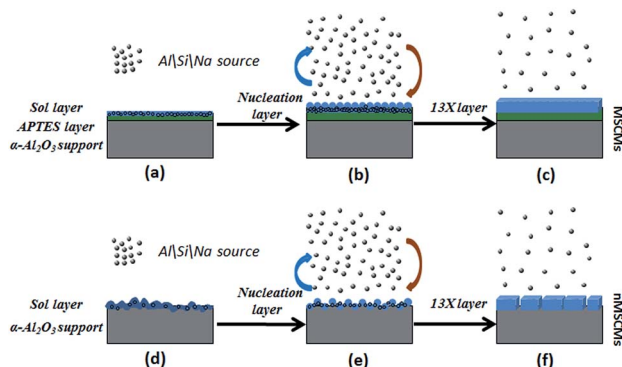 Al\Si\Na source
Sol layer
APTES layer
α-Al2O3 support
Nucleation
layer
13X layer
MSCMs
(a)
(b)
(c)
Al\Si\Na source
Sol layer
α-Al2O3 support
Nucleation
layer
13X layer
nMSCMs
(d)
(e)
(f)